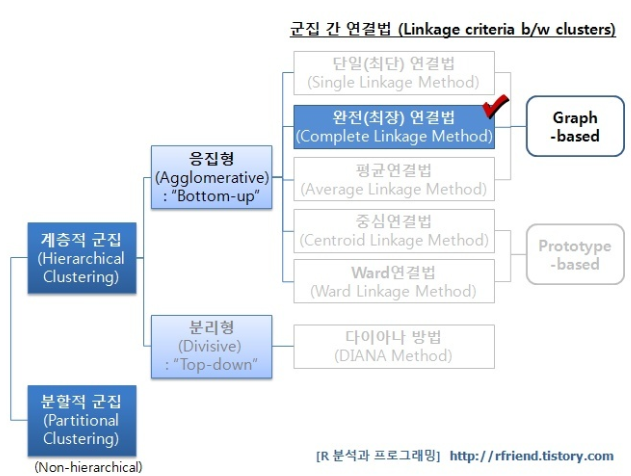 군집 간 연결법 (Linkage criteria b/w clusters)
단일(최단) 연결법
(Single Linkage Method)
완전(최장) 연결법
(Complete Linkage Method)
Graph
-based
응집형
(Agglomerative)
: “Bottom-up”
평균연결법
(Average Linkage Method)
계층적 군집
(Hierarchical
Clustering)
중심연결법
(Centroid Linkage Method)
Prototype
-based
Ward연결법
(Ward Linkage Method)
분리형
(Divisive)
: “Top-down”
다이아나 방법
(DIANA Method)
분할적 군집
(Partitional
Clustering)
(Non-hierarchical)
[R 분석과 프로그래밍] http://rfriend.tistory.com